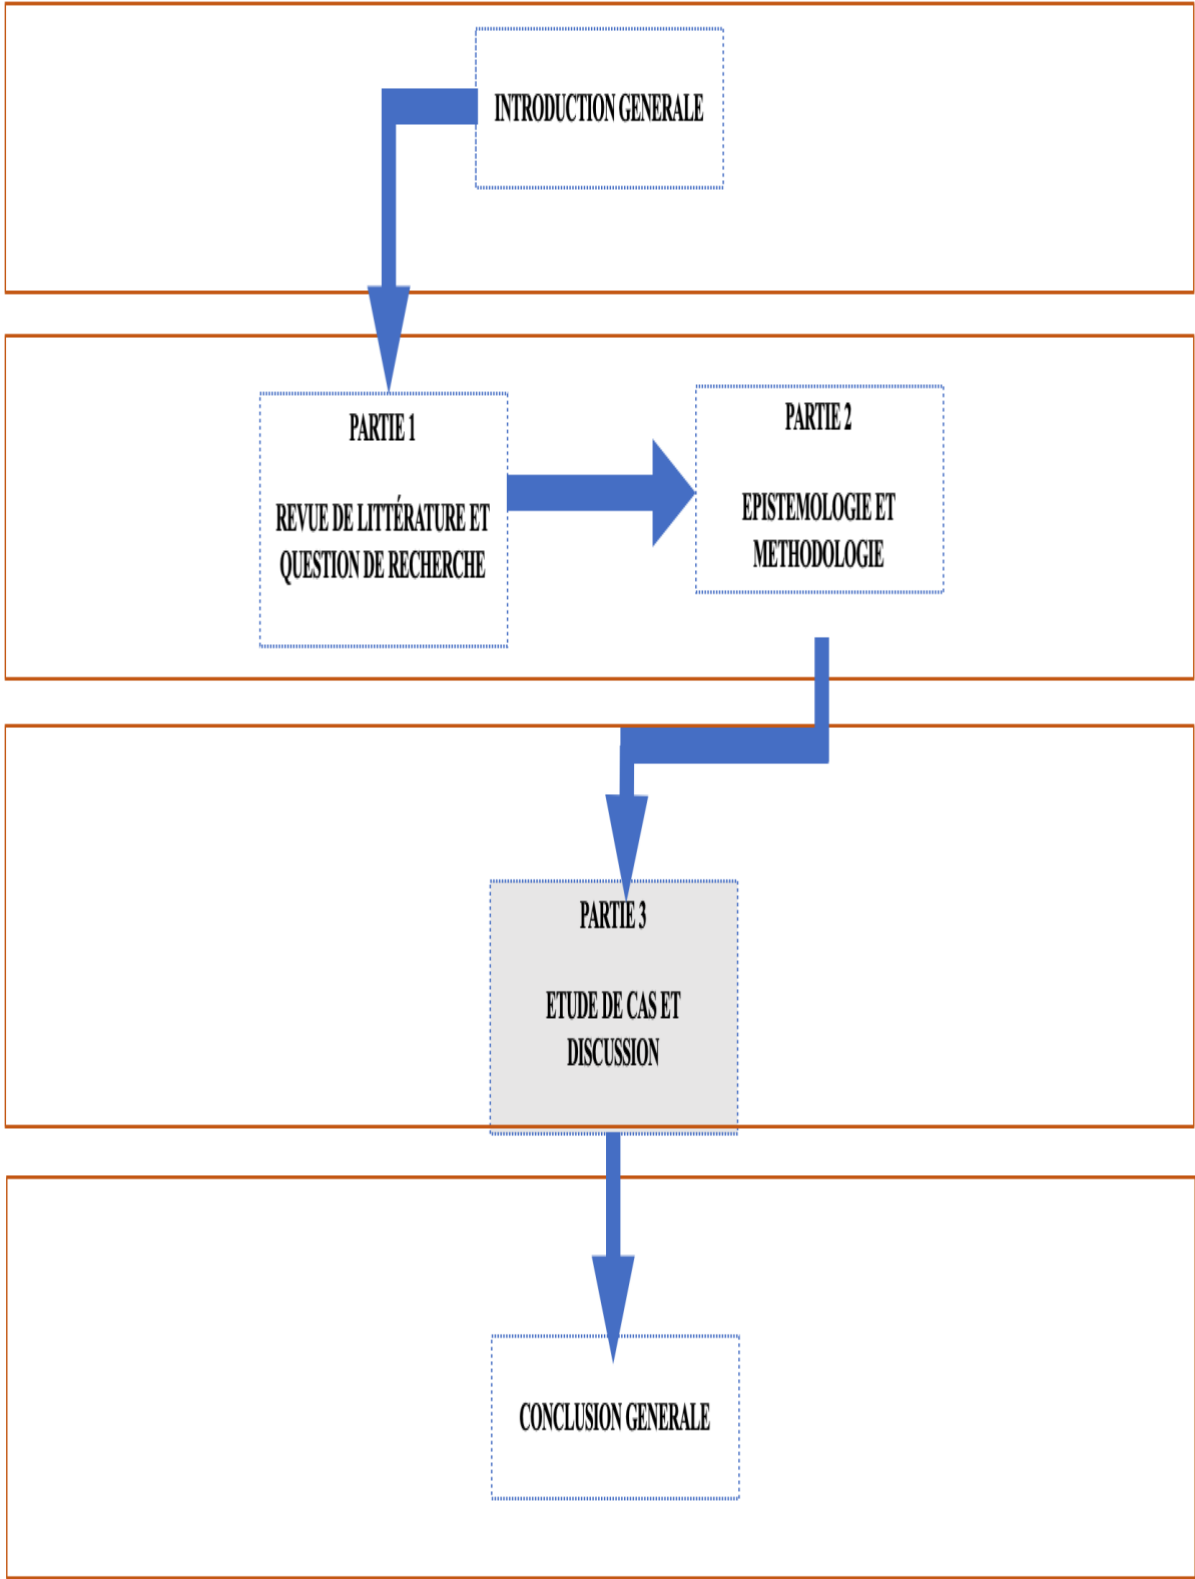 INTRODUCTION GENERALE
PARTIE 1
REVUE DE LITTÉRATURE ET
QUESTION DE RECHERCHE
PARTIE 2
EPISTEMOLOGIE ET
METHODOLOGIE
PARTIE 3
ETUDE DE CAS ET
DISCUSSION
CONCLUSION GENERALE